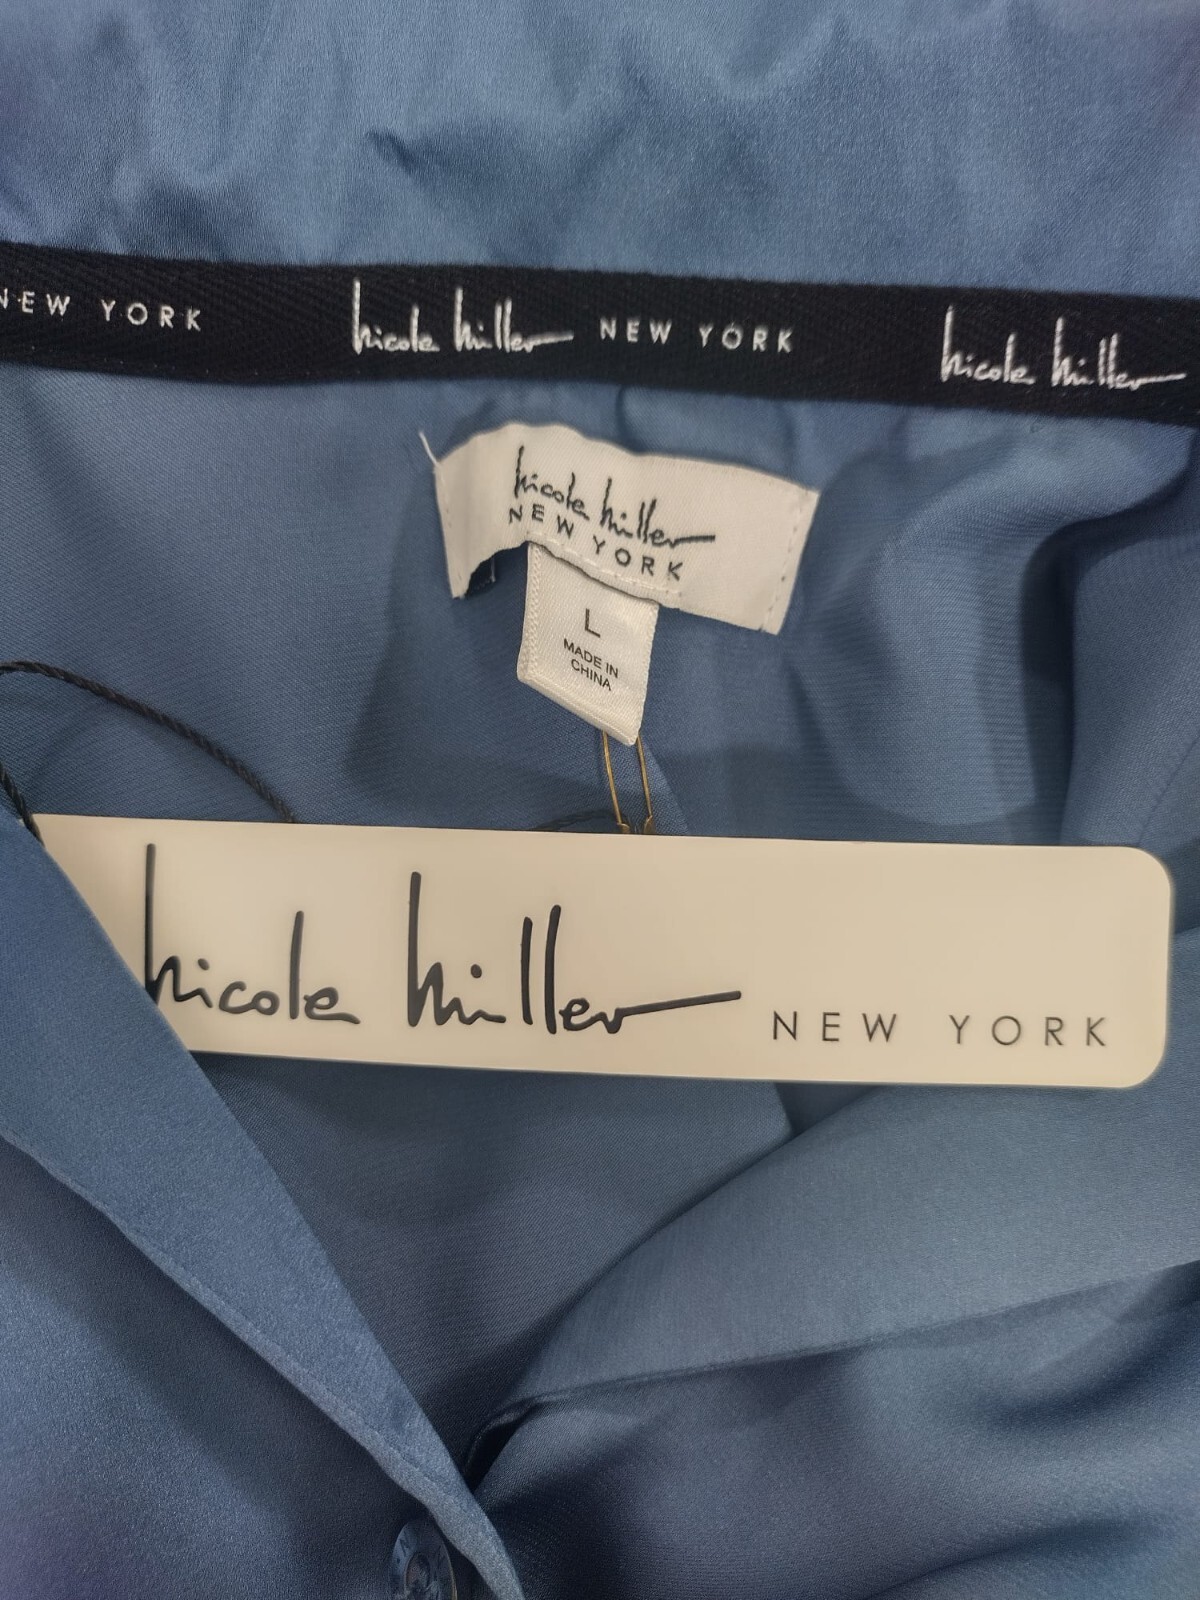 NEW YORK nicole miller NEW YORK nicole miller
nicole miller
NEW YORK
L
MADE IN
CHINA
nicole miller NEW YORK